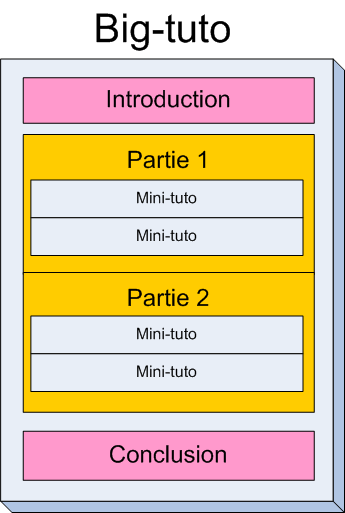 Big-tuto
Introduction
Partie 1
Mini-tuto
Mini-tuto
Partie 2
Mini-tuto
Mini-tuto
Conclusion